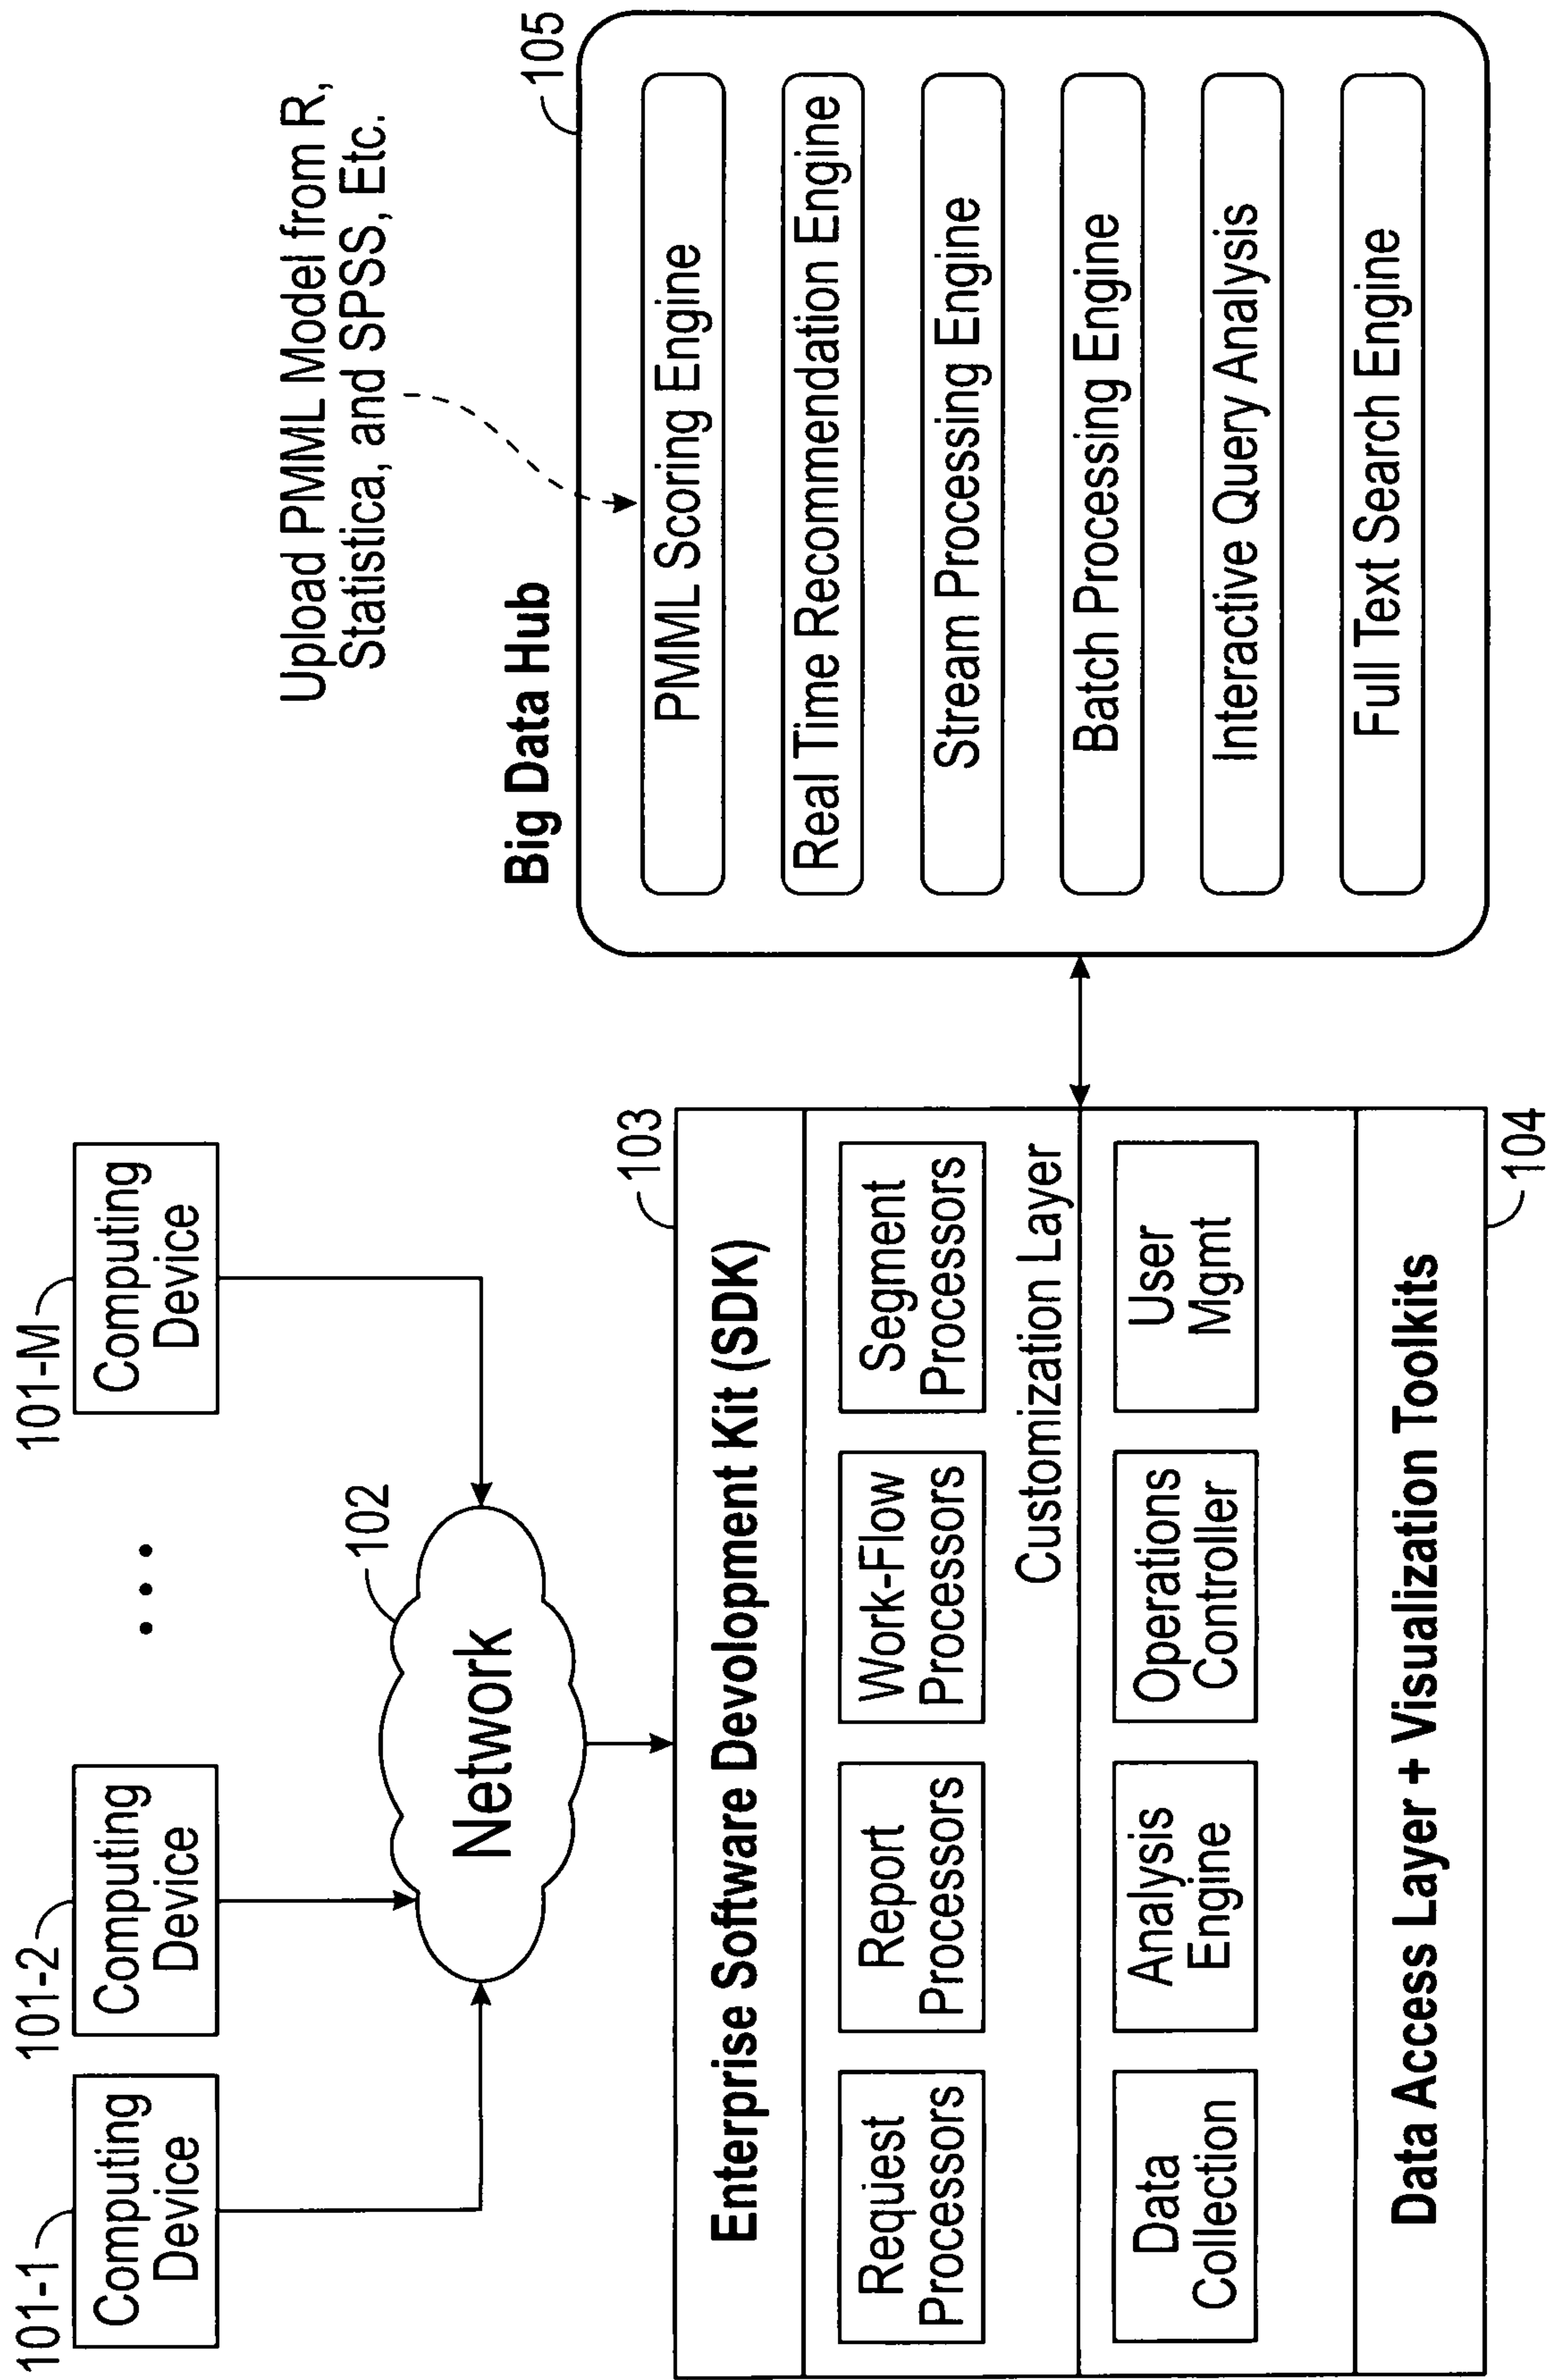 101-1
101-2
101-M
Computing
Device
Computing
Device
Computing
Device
102
Network
103
Enterprise Software Devolopment Kit (SDK)
Request
Processors
Report
Processors
Work-Flow
Processors
Segment
Processors
Customization Layer
Data
Collection
Analysis
Engine
Operations
Controller
User
Mgmt
Data Access Layer + Visualization Toolkits
104
Upload PMML Model from R,
Statistica, and SPSS, Etc.
Big Data Hub
105
PMML Scoring Engine
Real Time Recommendation Engine
Stream Processing Engine
Batch Processing Engine
Interactive Query Analysis
Full Text Search Engine